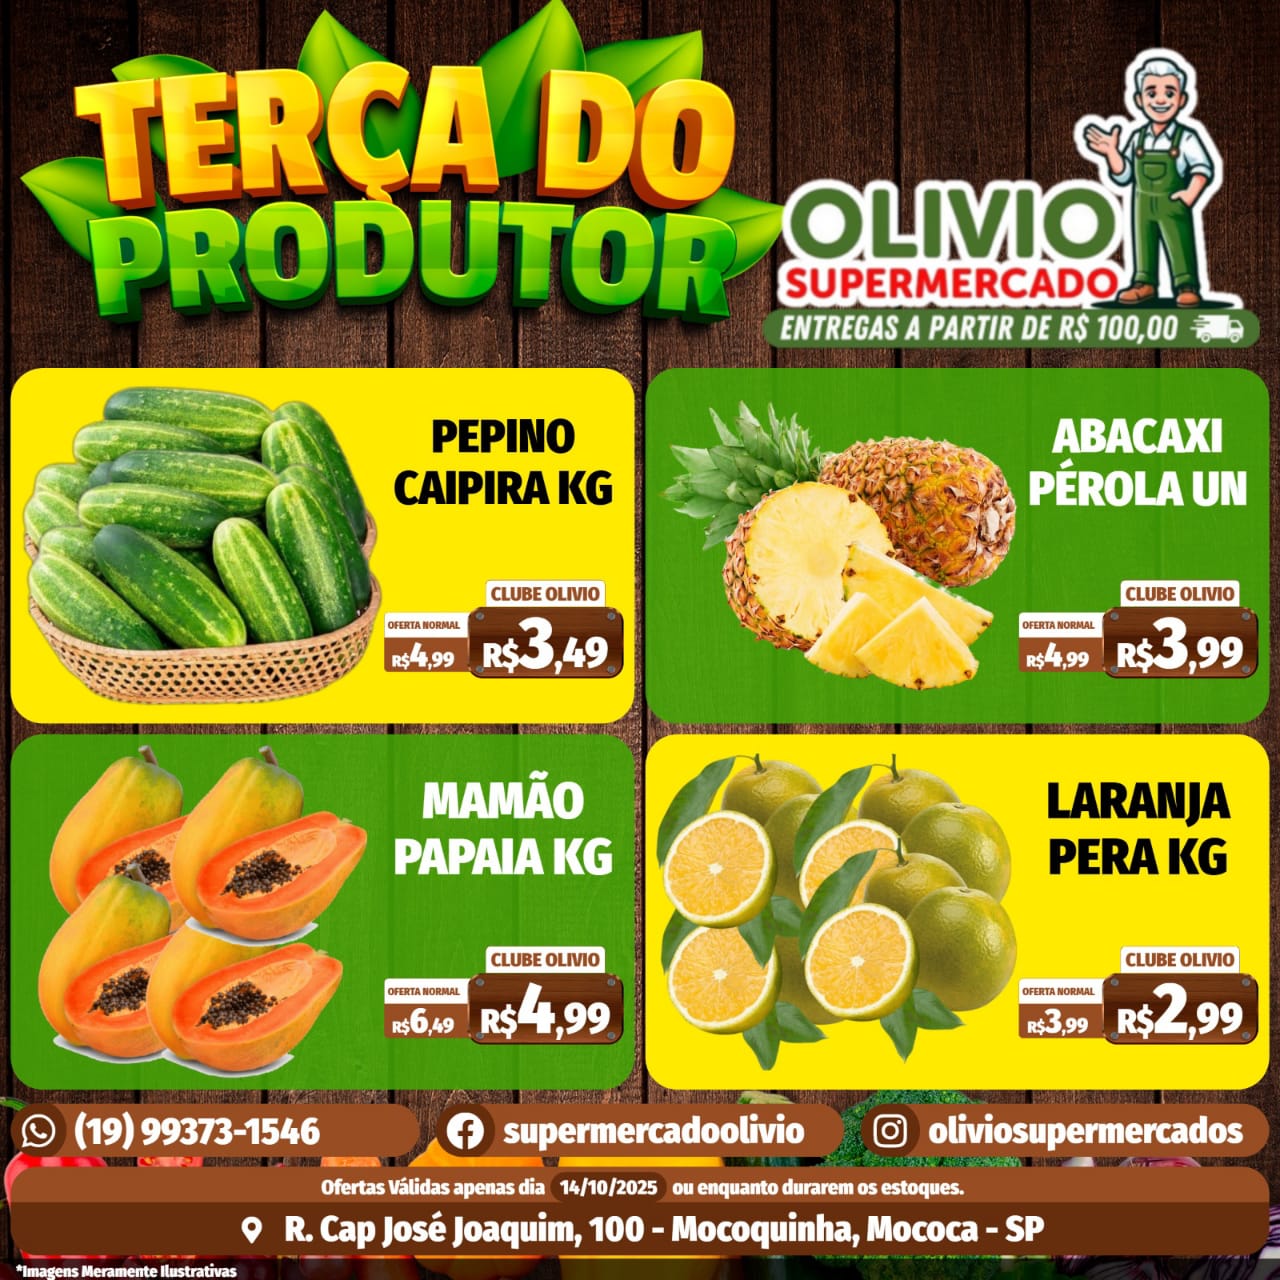 TERÇA DO
PRODUTOR
OLIVIO
SUPERMERCADO
ENTREGAS A PARTIR DE R$ 100,00
PEPINO
CAIPIRA KG
OFERTA NORMAL
R$4,99
CLUBE OLIVIO
R$3,49
ABACAXI
PÉROLA UN
OFERTA NORMAL
R$4,99
CLUBE OLIVIO
R$3,99
MAMÃO
PAPAIA KG
OFERTA NORMAL
R$6,49
CLUBE OLIVIO
R$4,99
LARANJA
PERA KG
OFERTA NORMAL
R$3,99
CLUBE OLIVIO
R$2,99
(19) 99373-1546
supermercadoolivio
oliviosupermercados
Ofertas Válidas apenas dia 14/10/2025 ou enquanto durarem os estoques.
R. Cap José Joaquim, 100 - Mocoquinha, Mococa - SP
*Imagens Meramente Ilustrativas